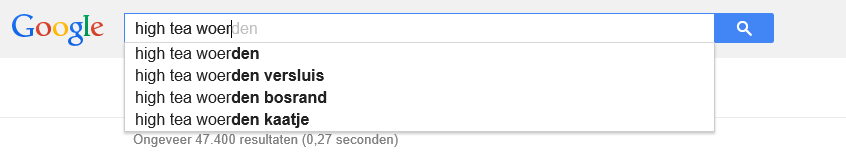 Google high tea woerden
high tea woerden
high tea woerden versluis
high tea woerden bosrand
high tea woerden kaatje
Ongeveer 47.400 resultaten (0,27 seconden)